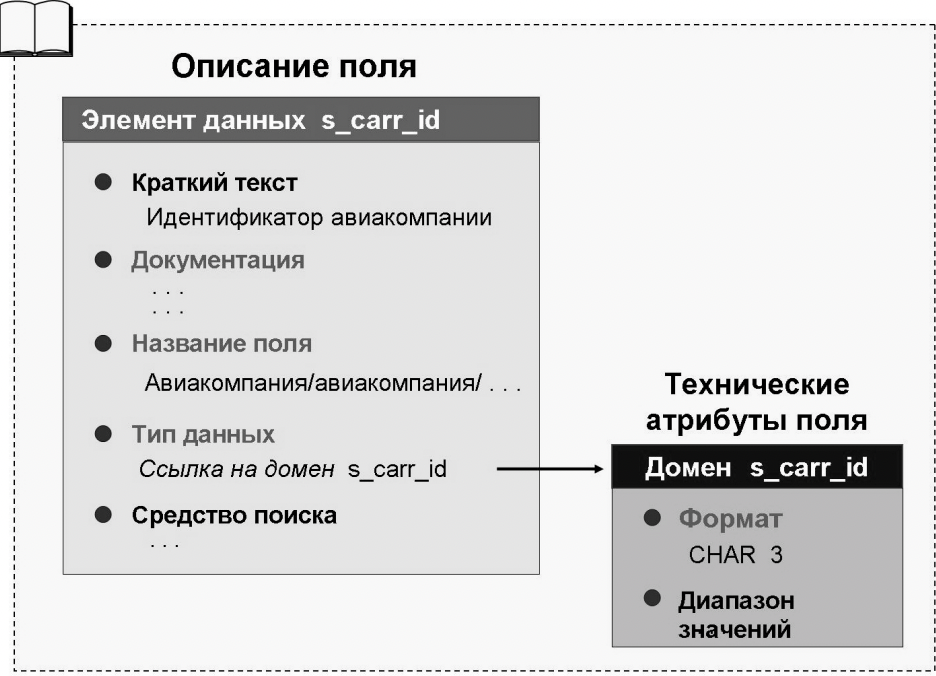 Описание поля
Элемент данных s_carr_id
● Краткий текст
Идентификатор авиакомпании
● Документация
. . .
. . .
● Название поля
Авиакомпания/авиакомпания/ . . .
● Тип данных
Ссылка на домен s_carr_id
● Средство поиска
. . .
Технические
атрибуты поля
Домен s_carr_id
● Формат
CHAR 3
● Диапазон
значений